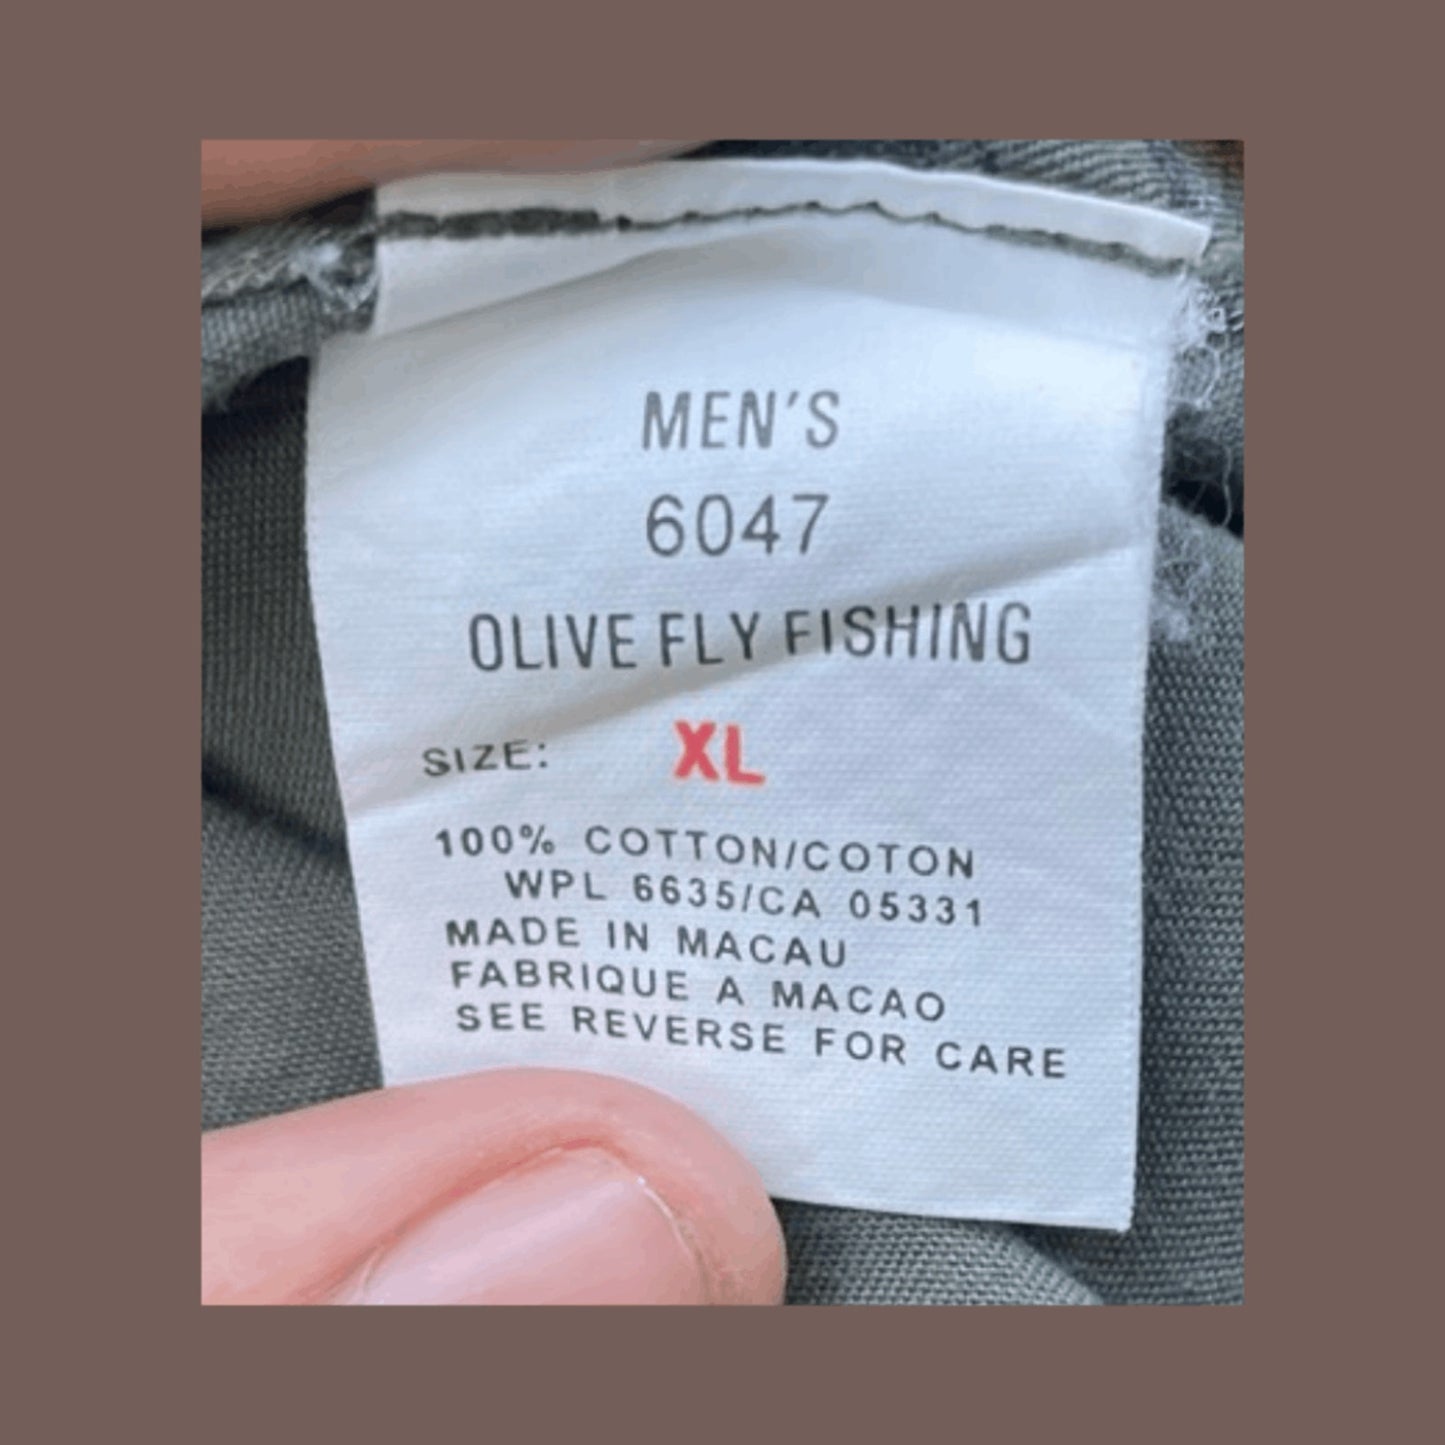 MEN'S
6047
OLIVE FLY FISHING
SIZE: XL
100% COTTON/COTON
WPL 6635/CA 05331
MADE IN MACAU
FABRIQUE A MACAO
SEE REVERSE FOR CARE